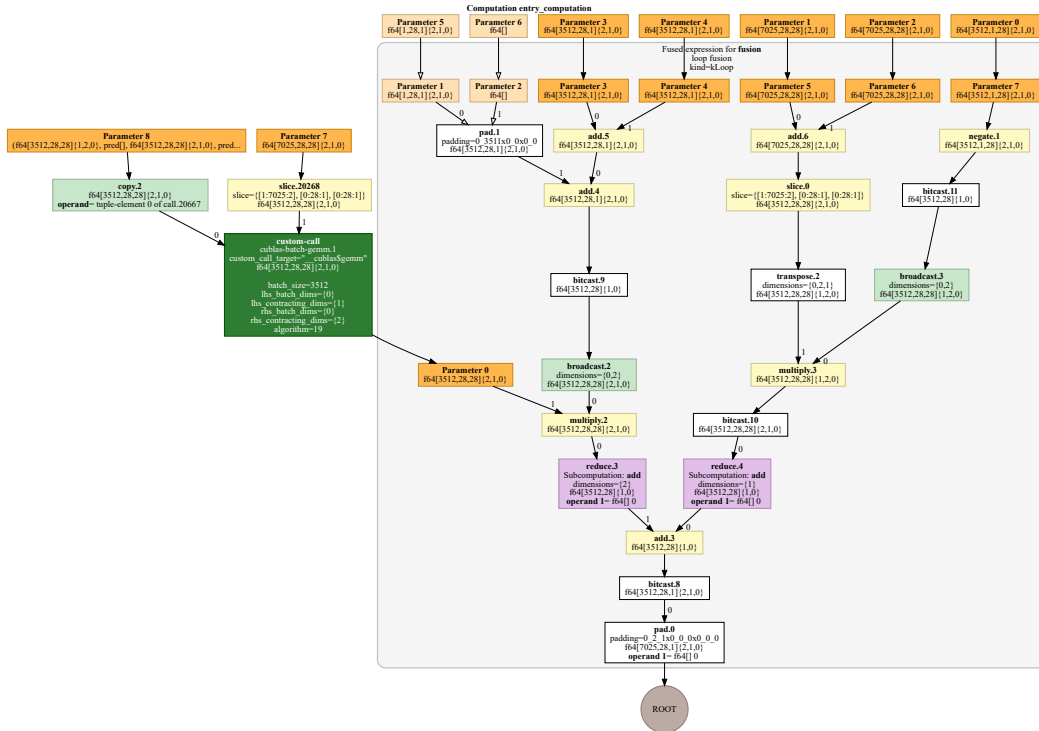 Computation entry_computation
Parameter 5
f64[1,28,1]{2,1,0}
Parameter 6
f64[]
Parameter 3
f64[3512,28,1]{2,1,0}
Parameter 4
f64[3512,28,1]{2,1,0}
Parameter 1
f64[7025,28,28]{2,1,0}
Parameter 2
f64[7025,28,28]{2,1,0}
Parameter 0
f64[3512,1,28]{2,1,0}
Fused expression for fusion
loop fusion
kind=kLoop
Parameter 1
f64[1,28,1]{2,1,0}
Parameter 2
f64[]
Parameter 3
f64[3512,28,1]{2,1,0}
Parameter 4
f64[3512,28,1]{2,1,0}
Parameter 5
f64[7025,28,28]{2,1,0}
Parameter 6
f64[7025,28,28]{2,1,0}
Parameter 7
f64[3512,1,28]{2,1,0}
0
1
0
1
0
1
0
Parameter 8
(f64[3512,28,28]{1,2,0}, pred[], f64[3512,28,28]{2,1,0}, pred...
Parameter 7
f64[7025,28,28]{2,1,0}
pad.1
padding=0_3511x0_0x0_0
f64[3512,28,1]{2,1,0}
add.5
f64[3512,28,1]{2,1,0}
add.6
f64[7025,28,28]{2,1,0}
negate.1
f64[3512,1,28]{2,1,0}
1
0
copy.2
f64[3512,28,28]{2,1,0}
operand= tuple-element 0 of call.20667
slice.20268
slice={[1:7025:2], [0:28:1], [0:28:1]}
f64[3512,28,28]{2,1,0}
add.4
f64[3512,28,1]{2,1,0}
slice.0
slice={[1:7025:2], [0:28:1], [0:28:1]}
f64[3512,28,28]{2,1,0}
bitcast.11
f64[3512,28]{1,0}
0
1
custom-call
cublas-batch-gemm.1
custom_call_target="__cublas$gemm"
f64[3512,28,28]{2,1,0}
batch_size=3512
lhs_batch_dims={0}
lhs_contracting_dims={1}
rhs_batch_dims={0}
rhs_contracting_dims={2}
algorithm=19
bitcast.9
f64[3512,28]{1,0}
transpose.2
dimensions={0,2,1}
f64[3512,28,28]{1,2,0}
broadcast.3
dimensions={0,2}
f64[3512,28,28]{1,2,0}
1
0
Parameter 0
f64[3512,28,28]{2,1,0}
broadcast.2
dimensions={0,2}
f64[3512,28,28]{2,1,0}
multiply.3
f64[3512,28,28]{1,2,0}
1
0
multiply.2
f64[3512,28,28]{2,1,0}
bitcast.10
f64[3512,28,28]{2,1,0}
0
0
reduce.3
Subcomputation: add
dimensions={2}
f64[3512,28]{1,0}
operand 1= f64[] 0
reduce.4
Subcomputation: add
dimensions={1}
f64[3512,28]{1,0}
operand 1= f64[] 0
1
0
add.3
f64[3512,28]{1,0}
bitcast.8
f64[3512,28,1]{2,1,0}
0
pad.0
padding=0_2_1x0_0_0x0_0_0
f64[7025,28,1]{2,1,0}
operand 1= f64[] 0
ROOT